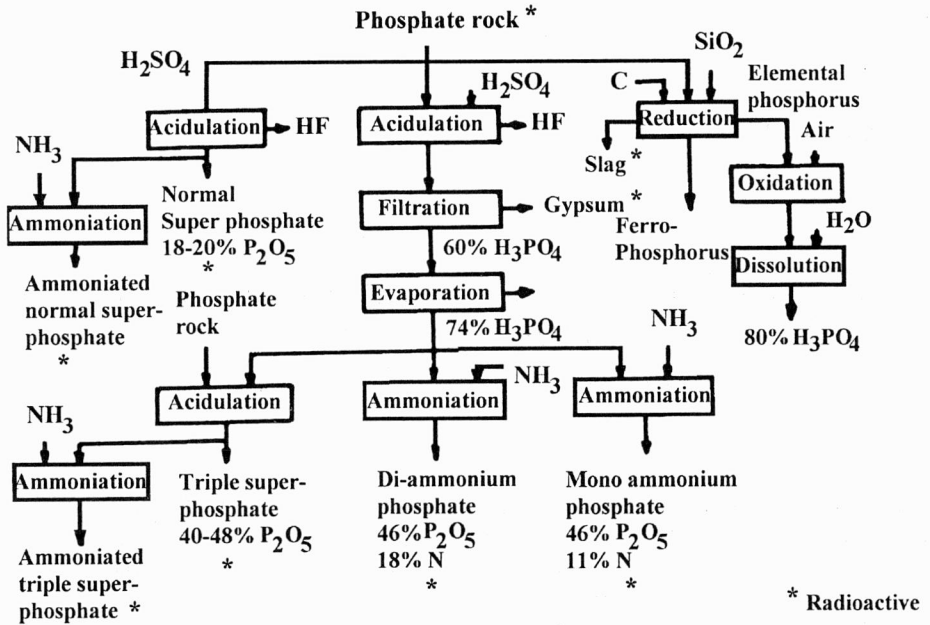 Phosphate rock *
H2SO4
SiO2
H2SO4
C
Elemental
phosphorus
Acidulation
HF
Acidulation
HF
Reduction
Air
NH3
Slag *
Oxidation
Normal
Super phosphate
18-20% P2O5
*
Ammoniation
Filtration
Gypsum *
H2O
Ferro-
Phosphorus
60% H3PO4
Dissolution
Ammoniated
normal super-
phosphate
*
Phosphate
rock
Evaporation
74% H3PO4
NH3
80% H3PO4
NH3
Acidulation
Ammoniation
Ammoniation
NH3
Ammoniation
Triple super-
phosphate
40-48% P2O5
*
Di-ammonium
phosphate
46%P2O5
18% N
*
Mono ammonium
phosphate
46% P2O5
11% N
*
Ammoniated
triple super-
phosphate *
* Radioactive